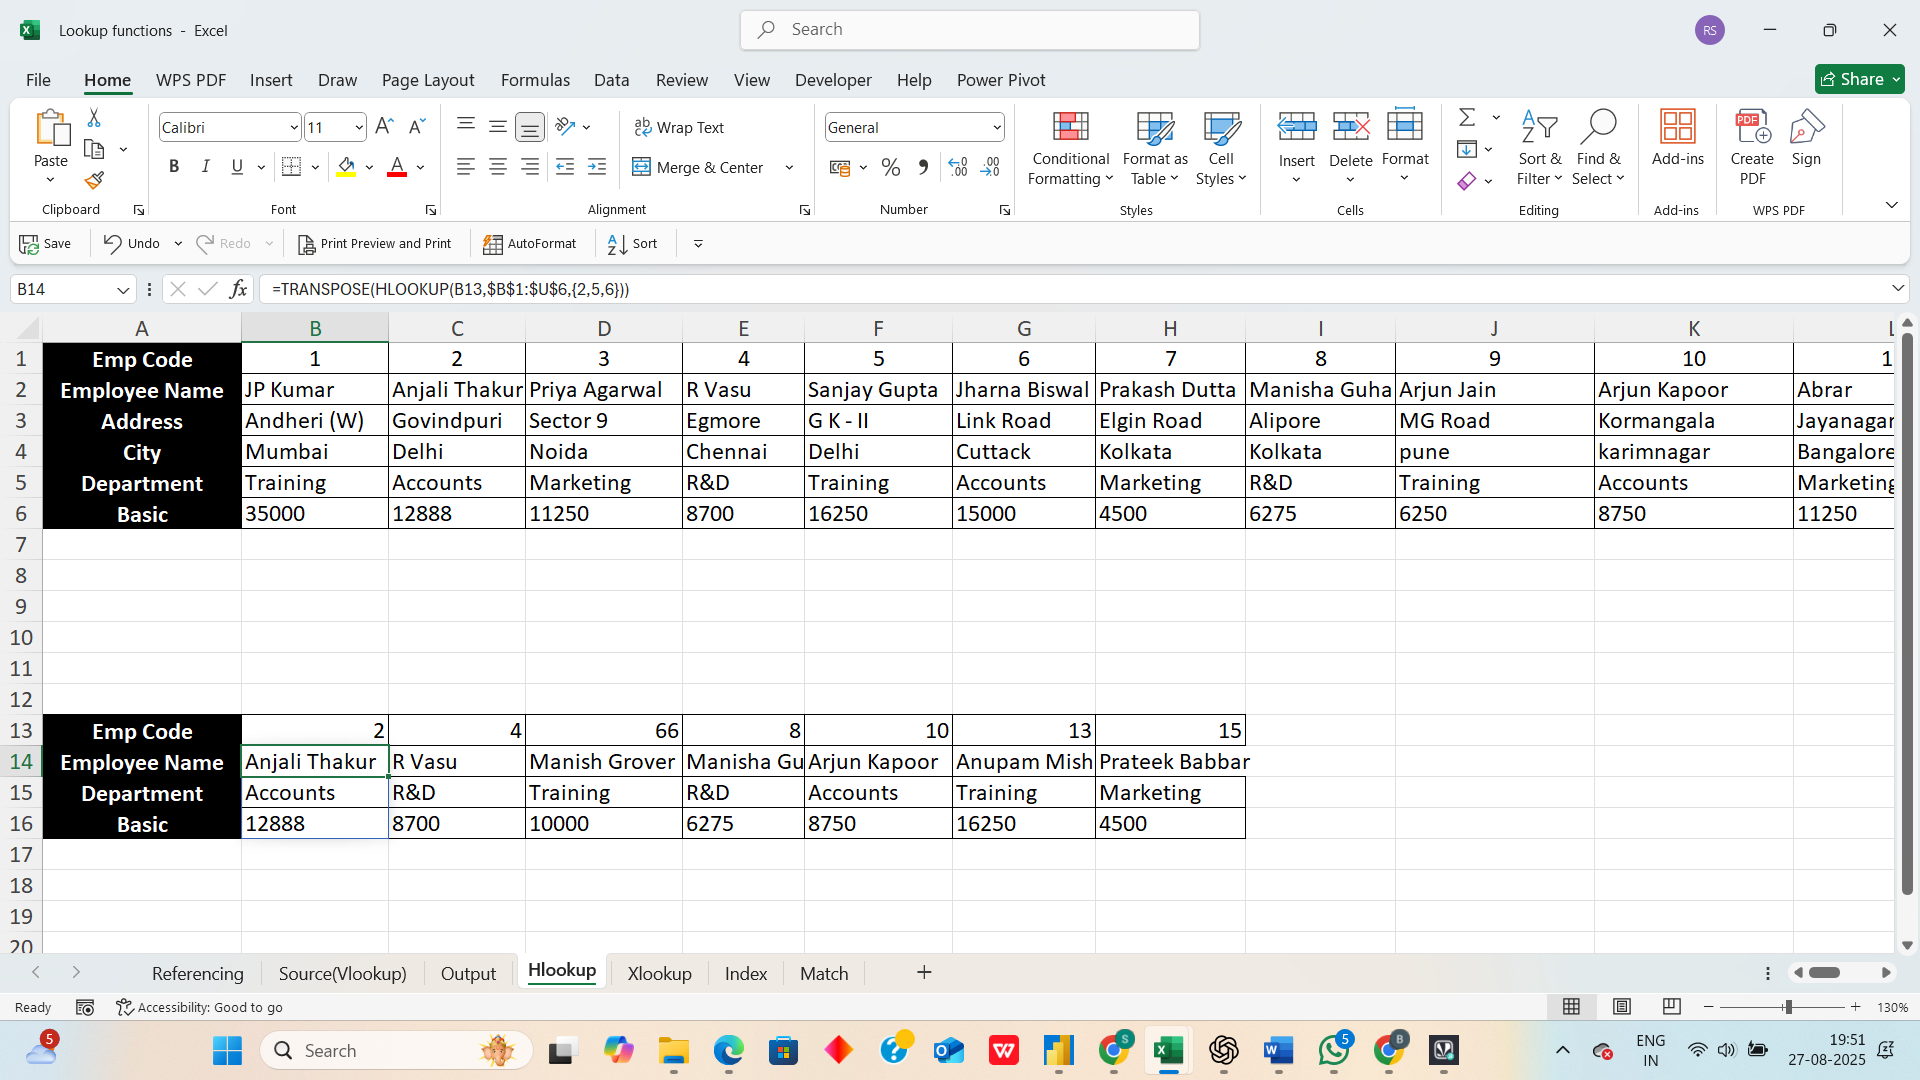 Lookup functions - Excel
Search
RS
File Home WPS PDF Insert Draw Page Layout Formulas Data Review View Developer Help Power Pivot
Share
Paste
Calibri 11
B I U
A A
Wrap Text
Merge & Center
General
Conditional Formatting
Format as Table
Cell Styles
Insert
Delete
Format
Sort & Filter
Find & Select
Add-ins
Create PDF
Sign
Clipboard Font Alignment Number Styles Cells Editing Add-ins WPS PDF
Save Undo Redo Print Preview and Print AutoFormat Sort
B14 fx =TRANSPOSE(HLOOKUP(B13,$B$1:$U$6,{2,5,6}))
A B C D E F G H I J K L
1 Emp Code 1 2 3 4 5 6 7 8 9 10 1
2 Employee Name JP Kumar Anjali Thakur Priya Agarwal R Vasu Sanjay Gupta Jharna Biswal Prakash Dutta Manisha Guha Arjun Jain Arjun Kapoor Abrar
3 Address Andheri (W) Govindpuri Sector 9 Egmore G K - II Link Road Elgin Road Alipore MG Road Kormangala Jayanagar
4 City Mumbai Delhi Noida Chennai Delhi Cuttack Kolkata Kolkata pune karimnagar Bangalore
5 Department Training Accounts Marketing R&D Training Accounts Marketing R&D Training Accounts Marketing
6 Basic 35000 12888 11250 8700 16250 15000 4500 6275 6250 8750 11250
7
8
9
10
11
12
13 Emp Code 2 4 66 8 10 13 15
14 Employee Name Anjali Thakur R Vasu Manish Grover Manisha Gu Arjun Kapoor Anupam Mish Prateek Babbar
15 Department Accounts R&D Training R&D Accounts Training Marketing
16 Basic 12888 8700 10000 6275 8750 16250 4500
17
18
19
20
Referencing Source(Vlookup) Output Hlookup Xlookup Index Match
Ready Accessibility: Good to go 130%
5 Search 5 ENG 19:51
IN 27-08-2025